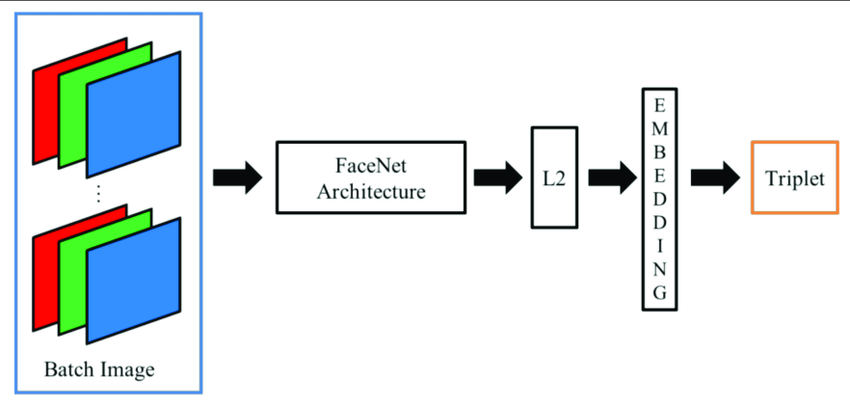 Batch Image
FaceNet
Architecture
L2
E
M
B
E
D
D
I
N
G
Triplet